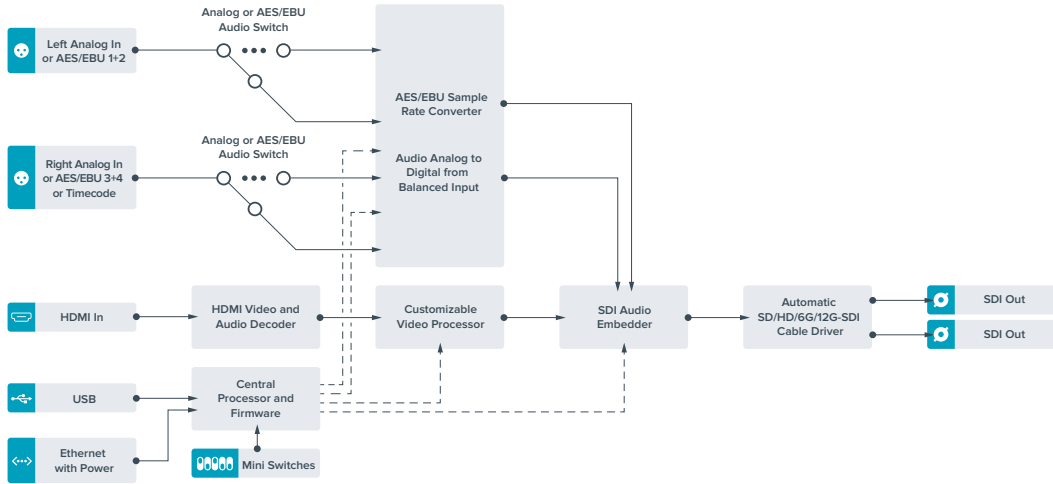 Analog or AES/EBU
Audio Switch
Left Analog In
or AES/EBU 1+2
AES/EBU Sample
Rate Converter
Analog or AES/EBU
Audio Switch
Right Analog In
or AES/EBU 3+4
or Timecode
Audio Analog to
Digital from
Balanced Input
HDMI In
HDMI Video and
Audio Decoder
Customizable
Video Processor
SDI Audio
Embedder
Automatic
SD/HD/6G/12G-SDI
Cable Driver
SDI Out
SDI Out
USB
Central
Processor and
Firmware
Ethernet
with Power
Mini Switches